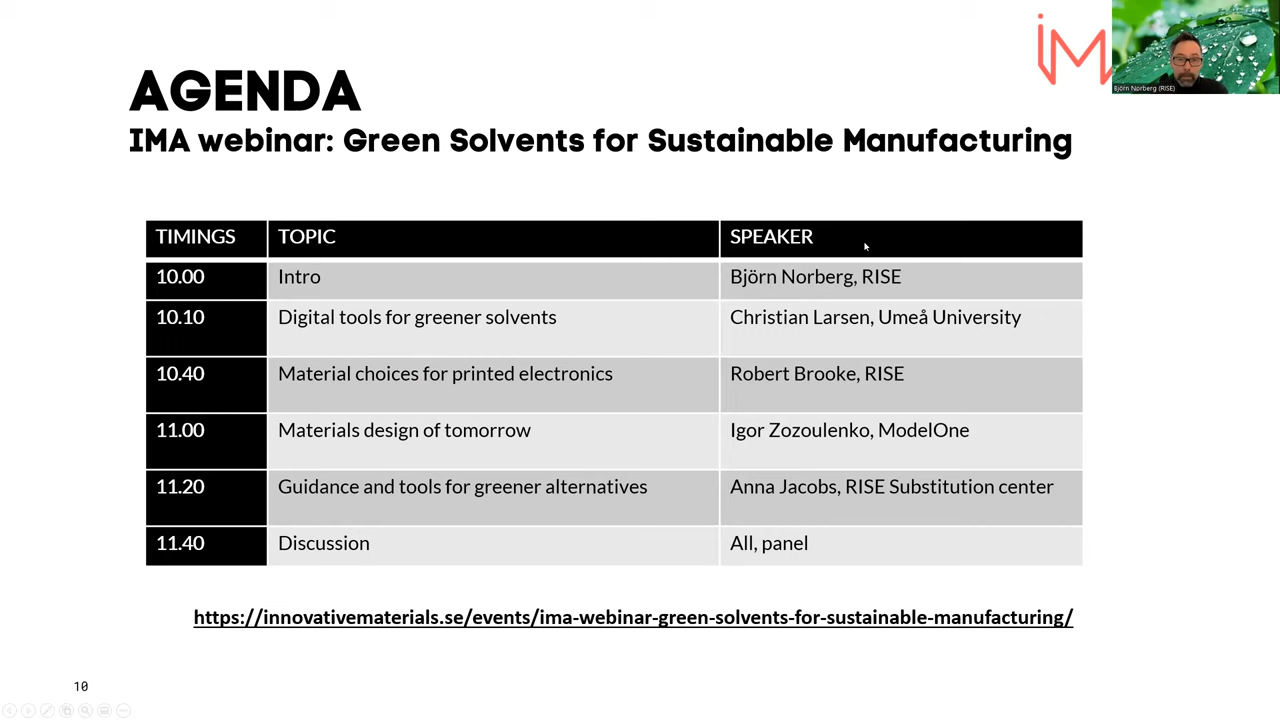 iM
Björn Norberg (RISE)
AGENDA
IMA webinar: Green Solvents for Sustainable Manufacturing
TIMINGS TOPIC SPEAKER
10.00 Intro Björn Norberg, RISE
10.10 Digital tools for greener solvents Christian Larsen, Umeå University
10.40 Material choices for printed electronics Robert Brooke, RISE
11.00 Materials design of tomorrow Igor Zozoulenko, ModelOne
11.20 Guidance and tools for greener alternatives Anna Jacobs, RISE Substitution center
11.40 Discussion All, panel
https://innovativematerials.se/events/ima-webinar-green-solvents-for-sustainable-manufacturing/
10